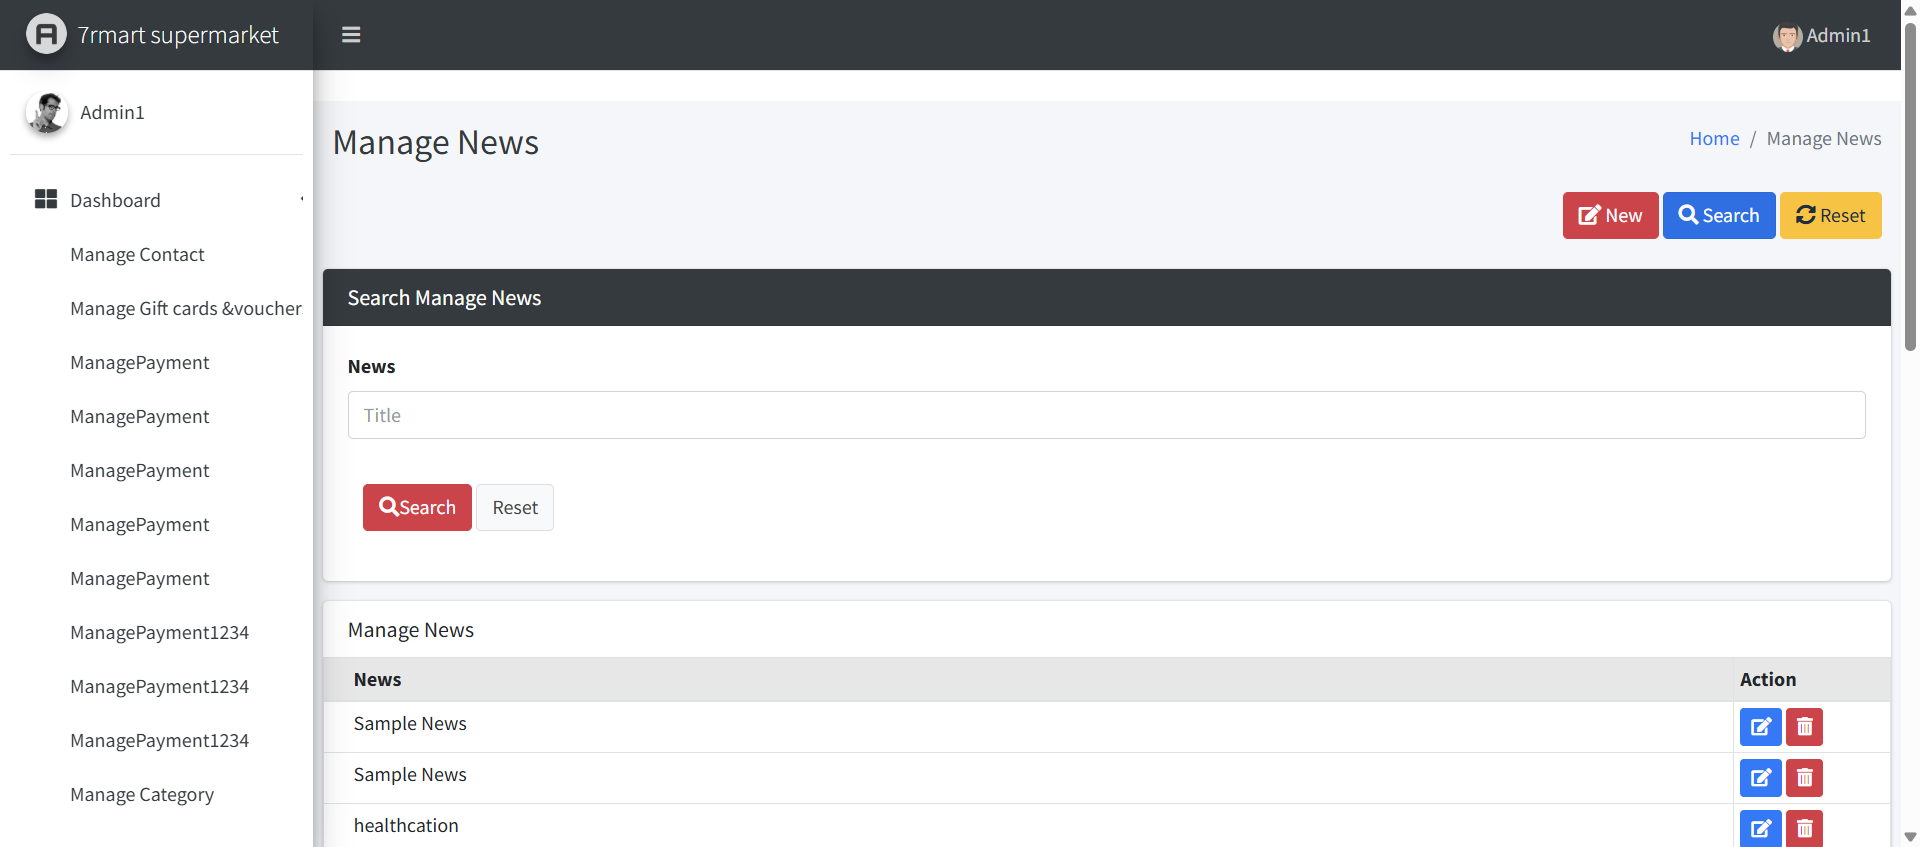 7rmart supermarket
Admin1
Admin1
Dashboard
Manage Contact
Manage Gift cards &voucher
ManagePayment
ManagePayment
ManagePayment
ManagePayment
ManagePayment
ManagePayment1234
ManagePayment1234
ManagePayment1234
Manage Category
Manage News
Home / Manage News
New Search Reset
Search Manage News
News
Title
Search Reset
Manage News
News Action
Sample News
Sample News
healthcation